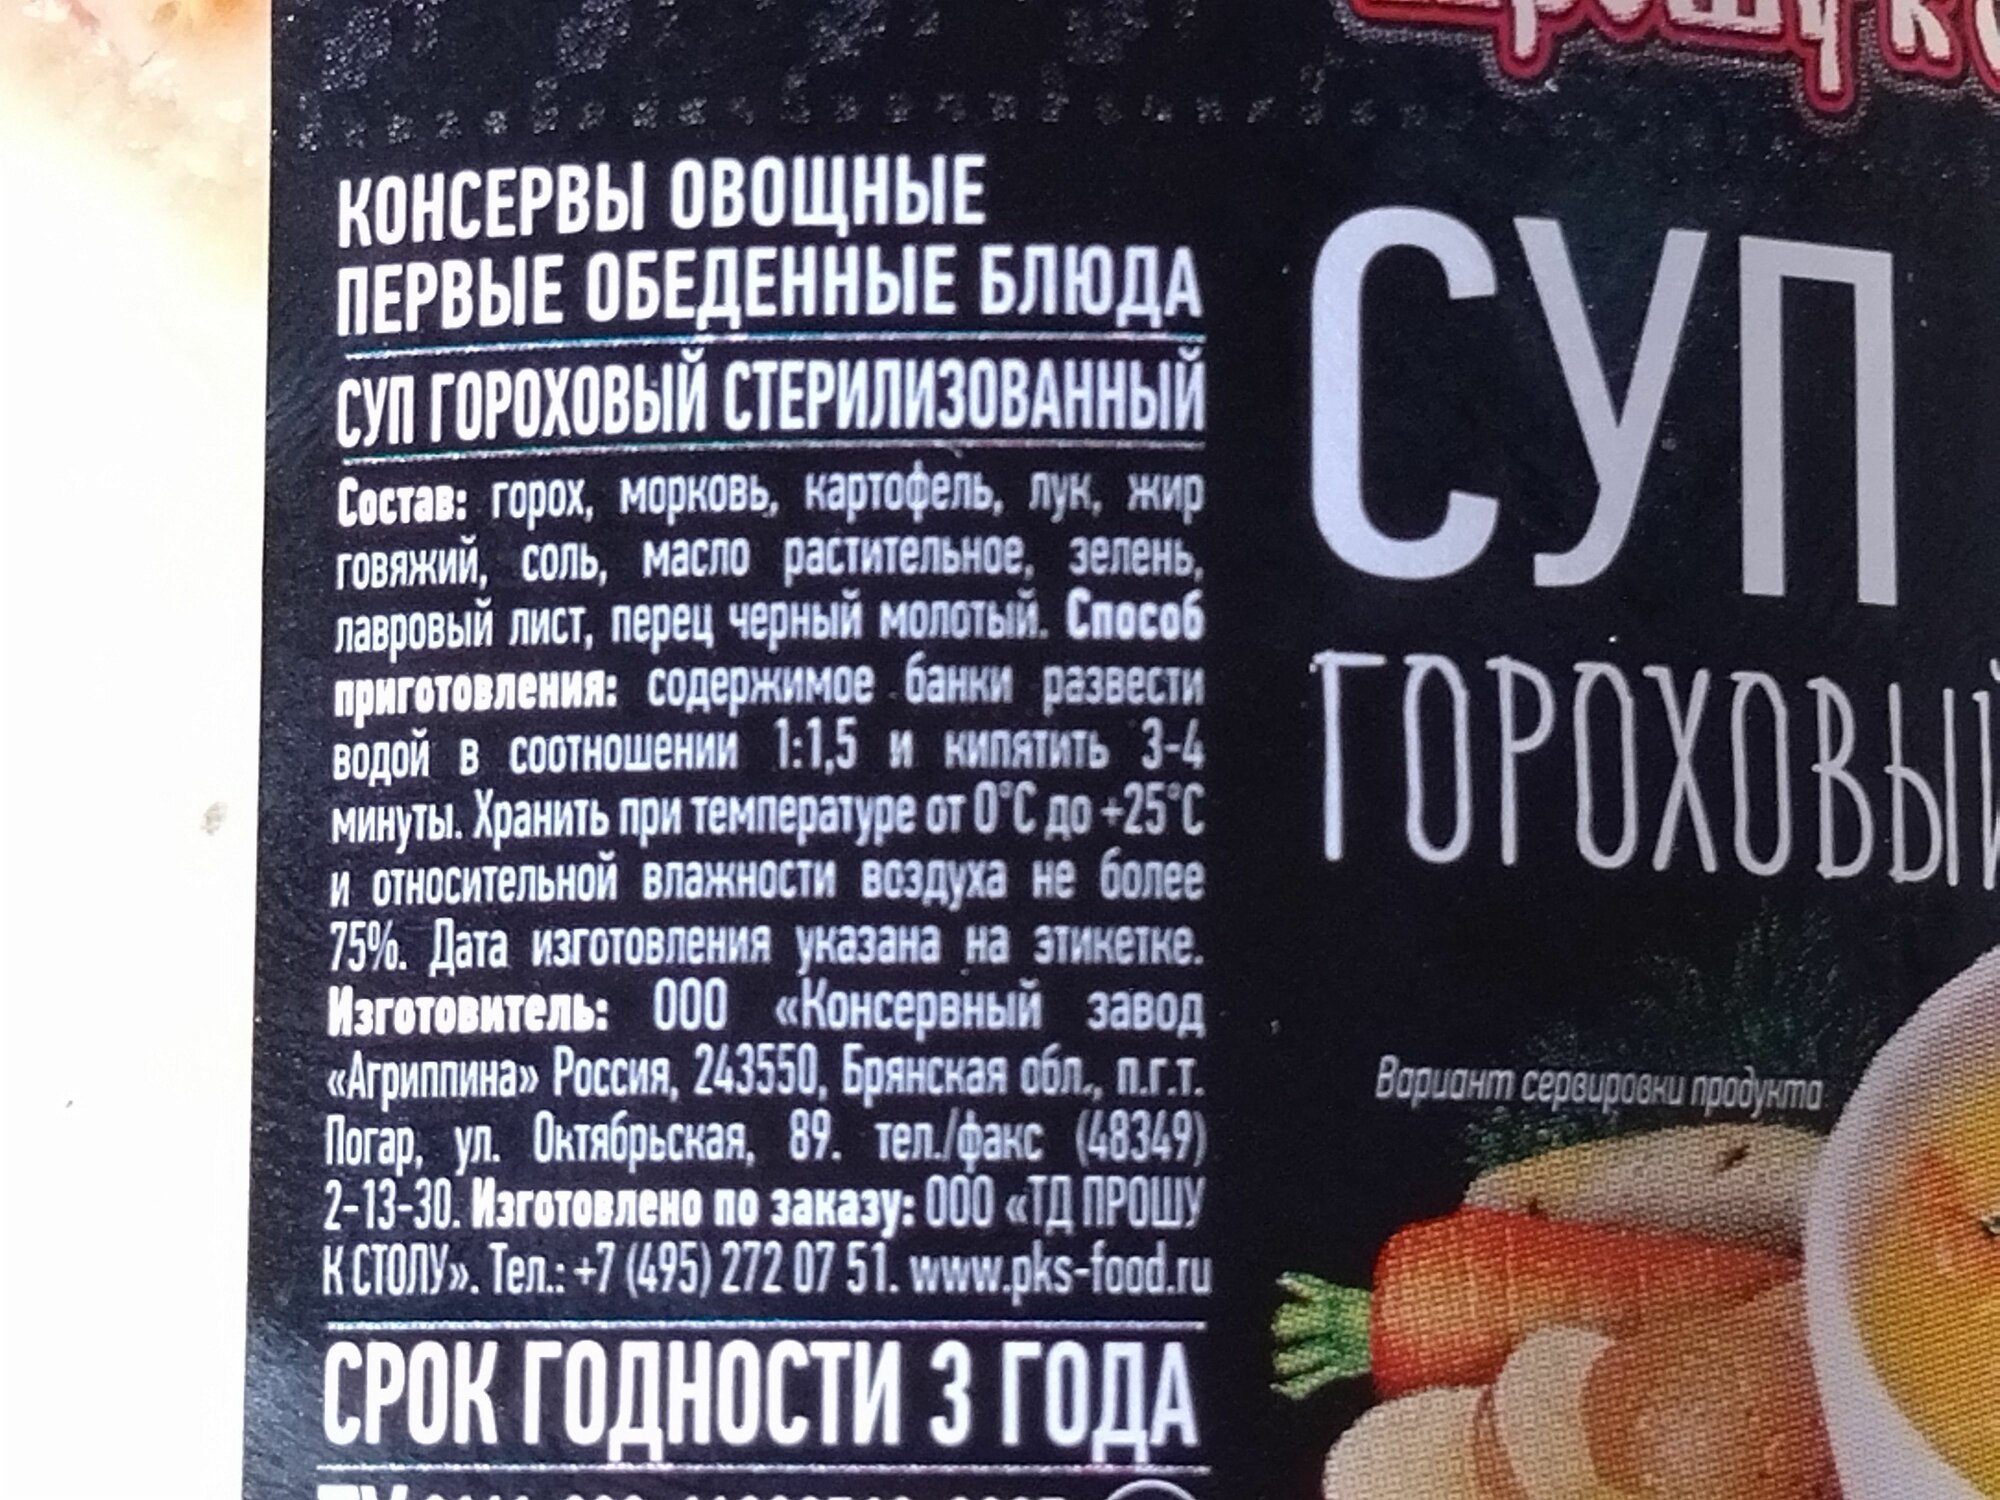 КОНСЕРВЫ ОВОЩНЫЕ
ПЕРВЫЕ ОБЕДЕННЫЕ БЛЮДА
СУП ГОРОХОВЫЙ СТЕРИЛИЗОВАННЫЙ
Состав: горох, морковь, картофель, лук, жир
говяжий, соль, масло растительное, зелень,
лавровый лист, перец черный молотый. Способ
приготовления: содержимое банки развести
водой в соотношении 1:1,5 и кипятить 3-4
минуты. Хранить при температуре от 0°С до +25°С
и относительной влажности воздуха не более
75%. Дата изготовления указана на этикетке.
Изготовитель: ООО «Консервный завод
«Агриппина» Россия, 243550, Брянская обл., п.г.т.
Погар, ул. Октябрьская, 89. тел./факс (48349)
2-13-30. Изготовлено по заказу: ООО «ТД ПРОШУ
К СТОЛУ». Тел.: +7 (495) 272 07 51. www.pks-food.ru
СРОК ГОДНОСТИ 3 ГОДА
СУП
ГОРОХОВЫЙ
Вариант сервировки продукта